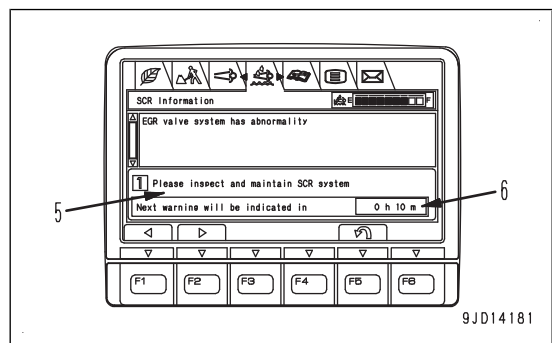 SCR Information
E F
EGR valve system has abnormality
1 Please inspect and maintain SCR system
Next warning will be indicated in 0 h 10 m
5
6
F1 F2 F3 F4 F5 F6
9JD14181